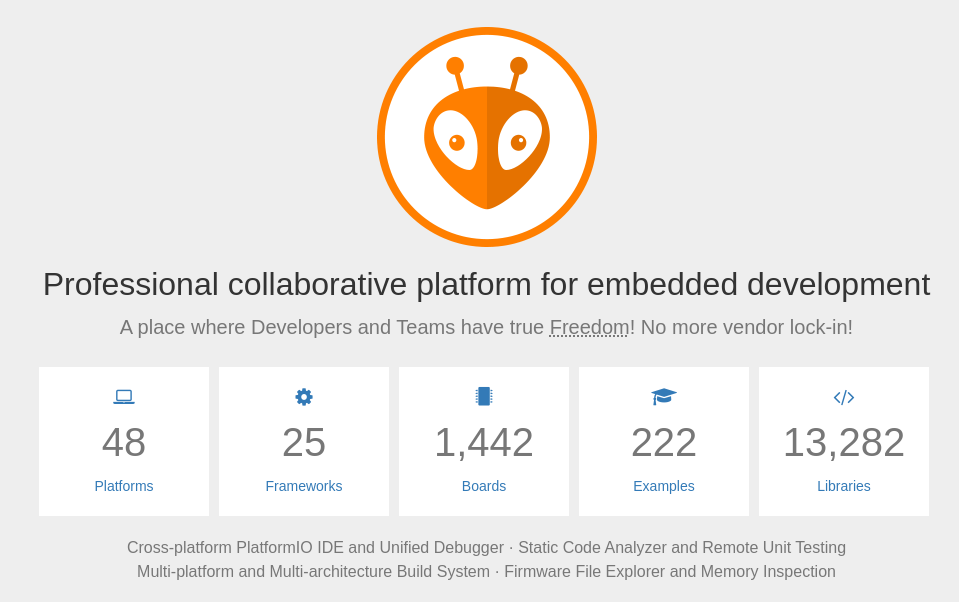 Professional collaborative platform for embedded development
A place where Developers and Teams have true Freedom! No more vendor lock-in!
48
Platforms
25
Frameworks
1,442
Boards
222
Examples
13,282
Libraries
Cross-platform PlatformIO IDE and Unified Debugger · Static Code Analyzer and Remote Unit Testing
Multi-platform and Multi-architecture Build System · Firmware File Explorer and Memory Inspection